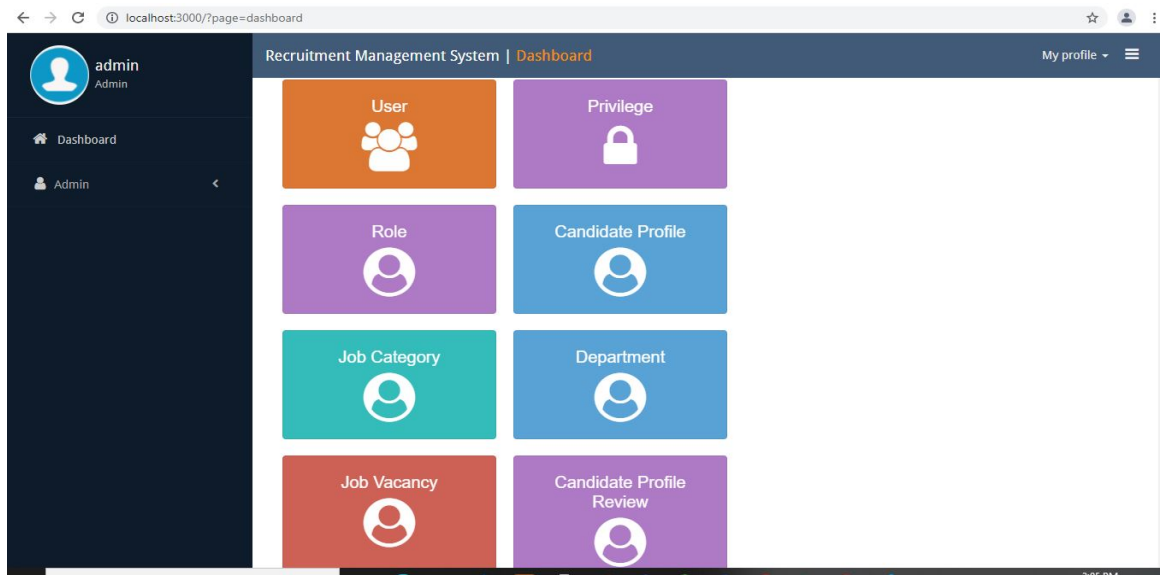 localhost:3000/?page=dashboard
admin
Admin
Recruitment Management System | Dashboard
My profile
Dashboard
Admin
User
Privilege
Role
Candidate Profile
Job Category
Department
Job Vacancy
Candidate Profile
Review